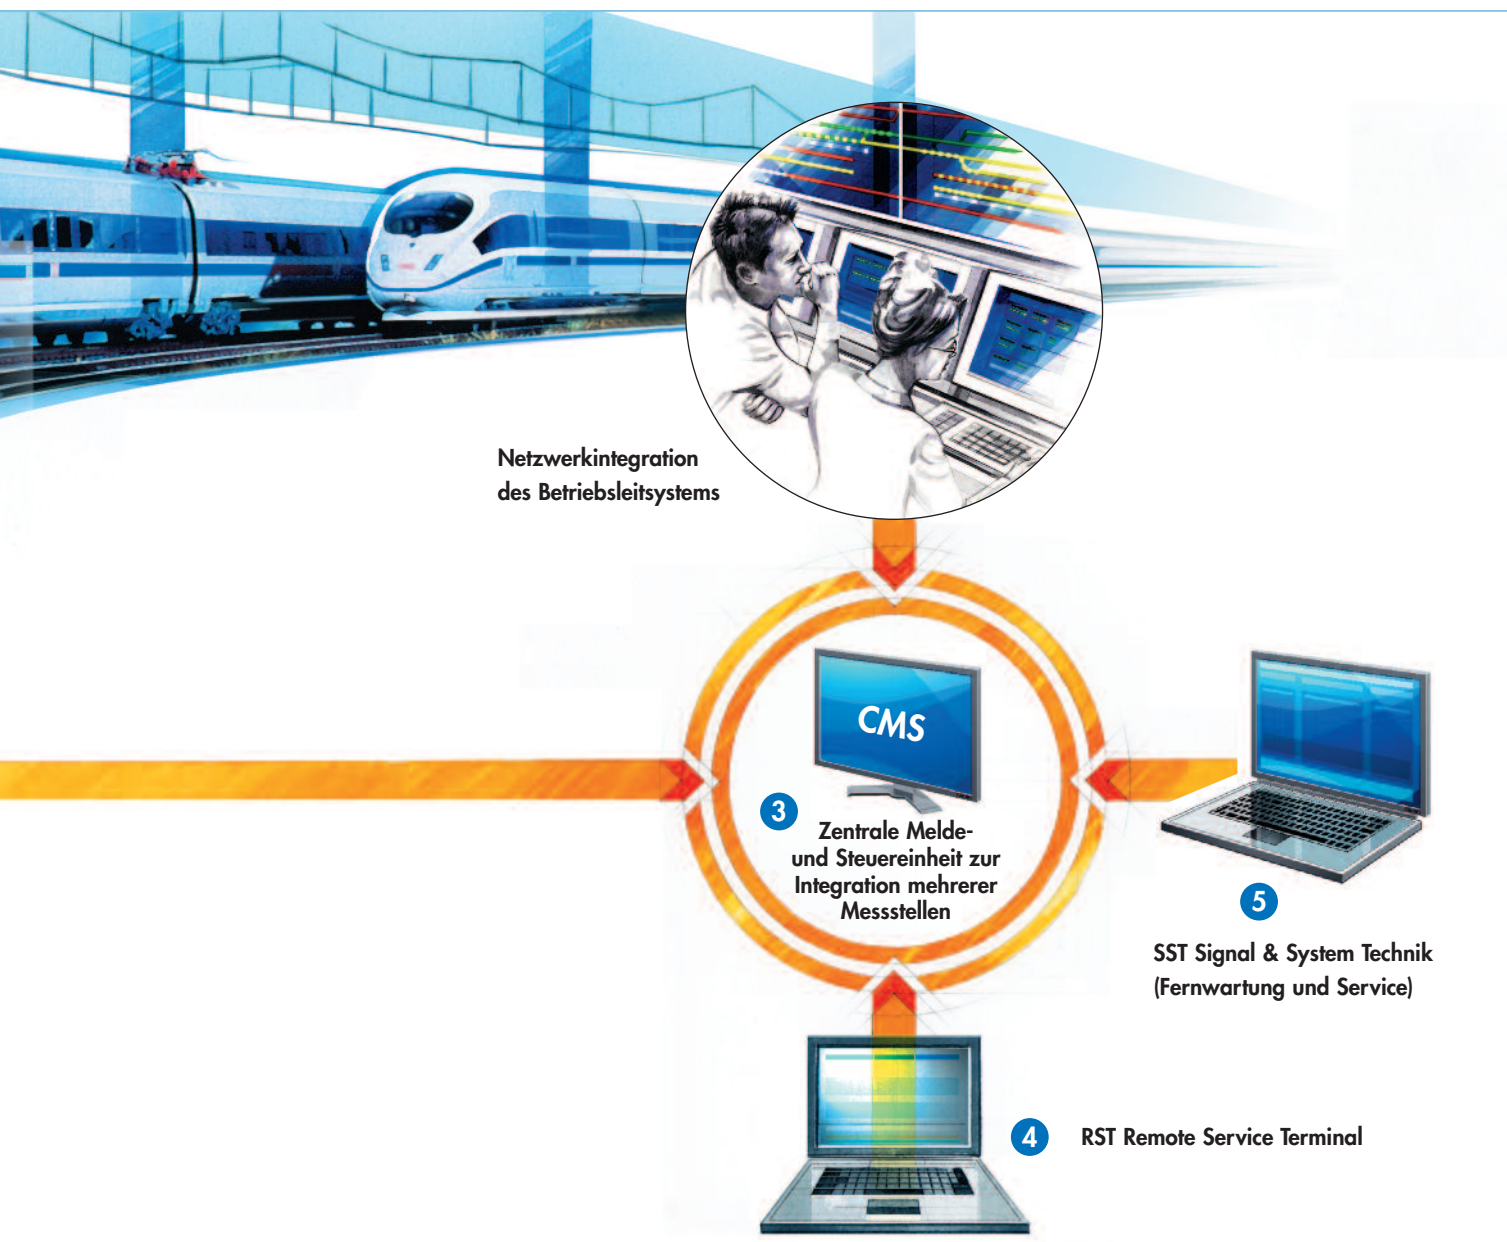 Netzwerkintegration
des Betriebsleitsystems
CMS
3
Zentrale Melde-
und Steuereinheit zur
Integration mehrerer
Messstellen
5
SST Signal & System Technik
(Fernwartung und Service)
4
RST Remote Service Terminal